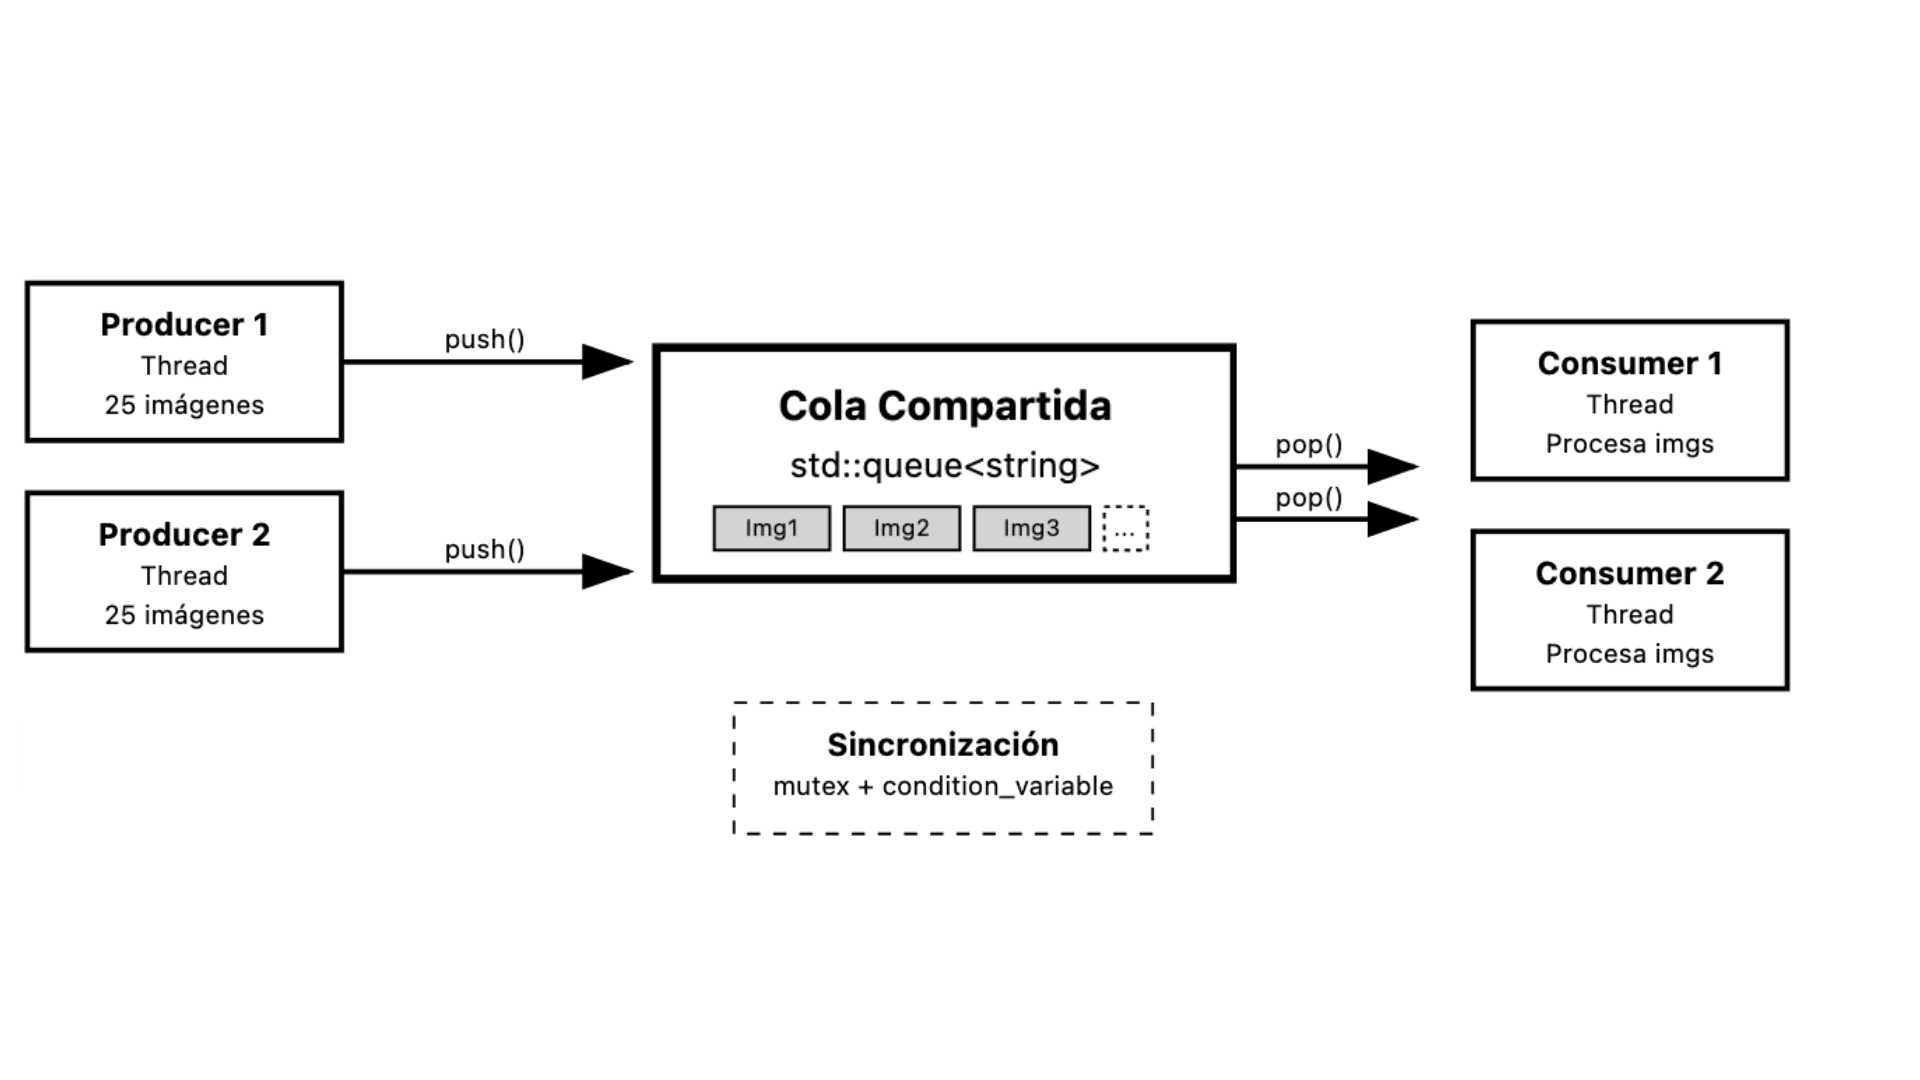 Producer 1
Thread
25 imágenes
push()
Producer 2
Thread
25 imágenes
push()
Cola Compartida
std::queue<string>
Img1 Img2 Img3 ...
pop()
pop()
Consumer 1
Thread
Procesa imgs
Consumer 2
Thread
Procesa imgs
Sincronización
mutex + condition_variable